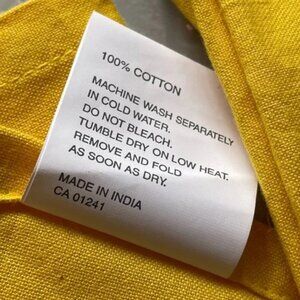 100% COTTON
MACHINE WASH SEPARATELY
IN COLD WATER.
DO NOT BLEACH.
TUMBLE DRY ON LOW HEAT.
REMOVE AND FOLD
AS SOON AS DRY.
MADE IN INDIA
CA 01241